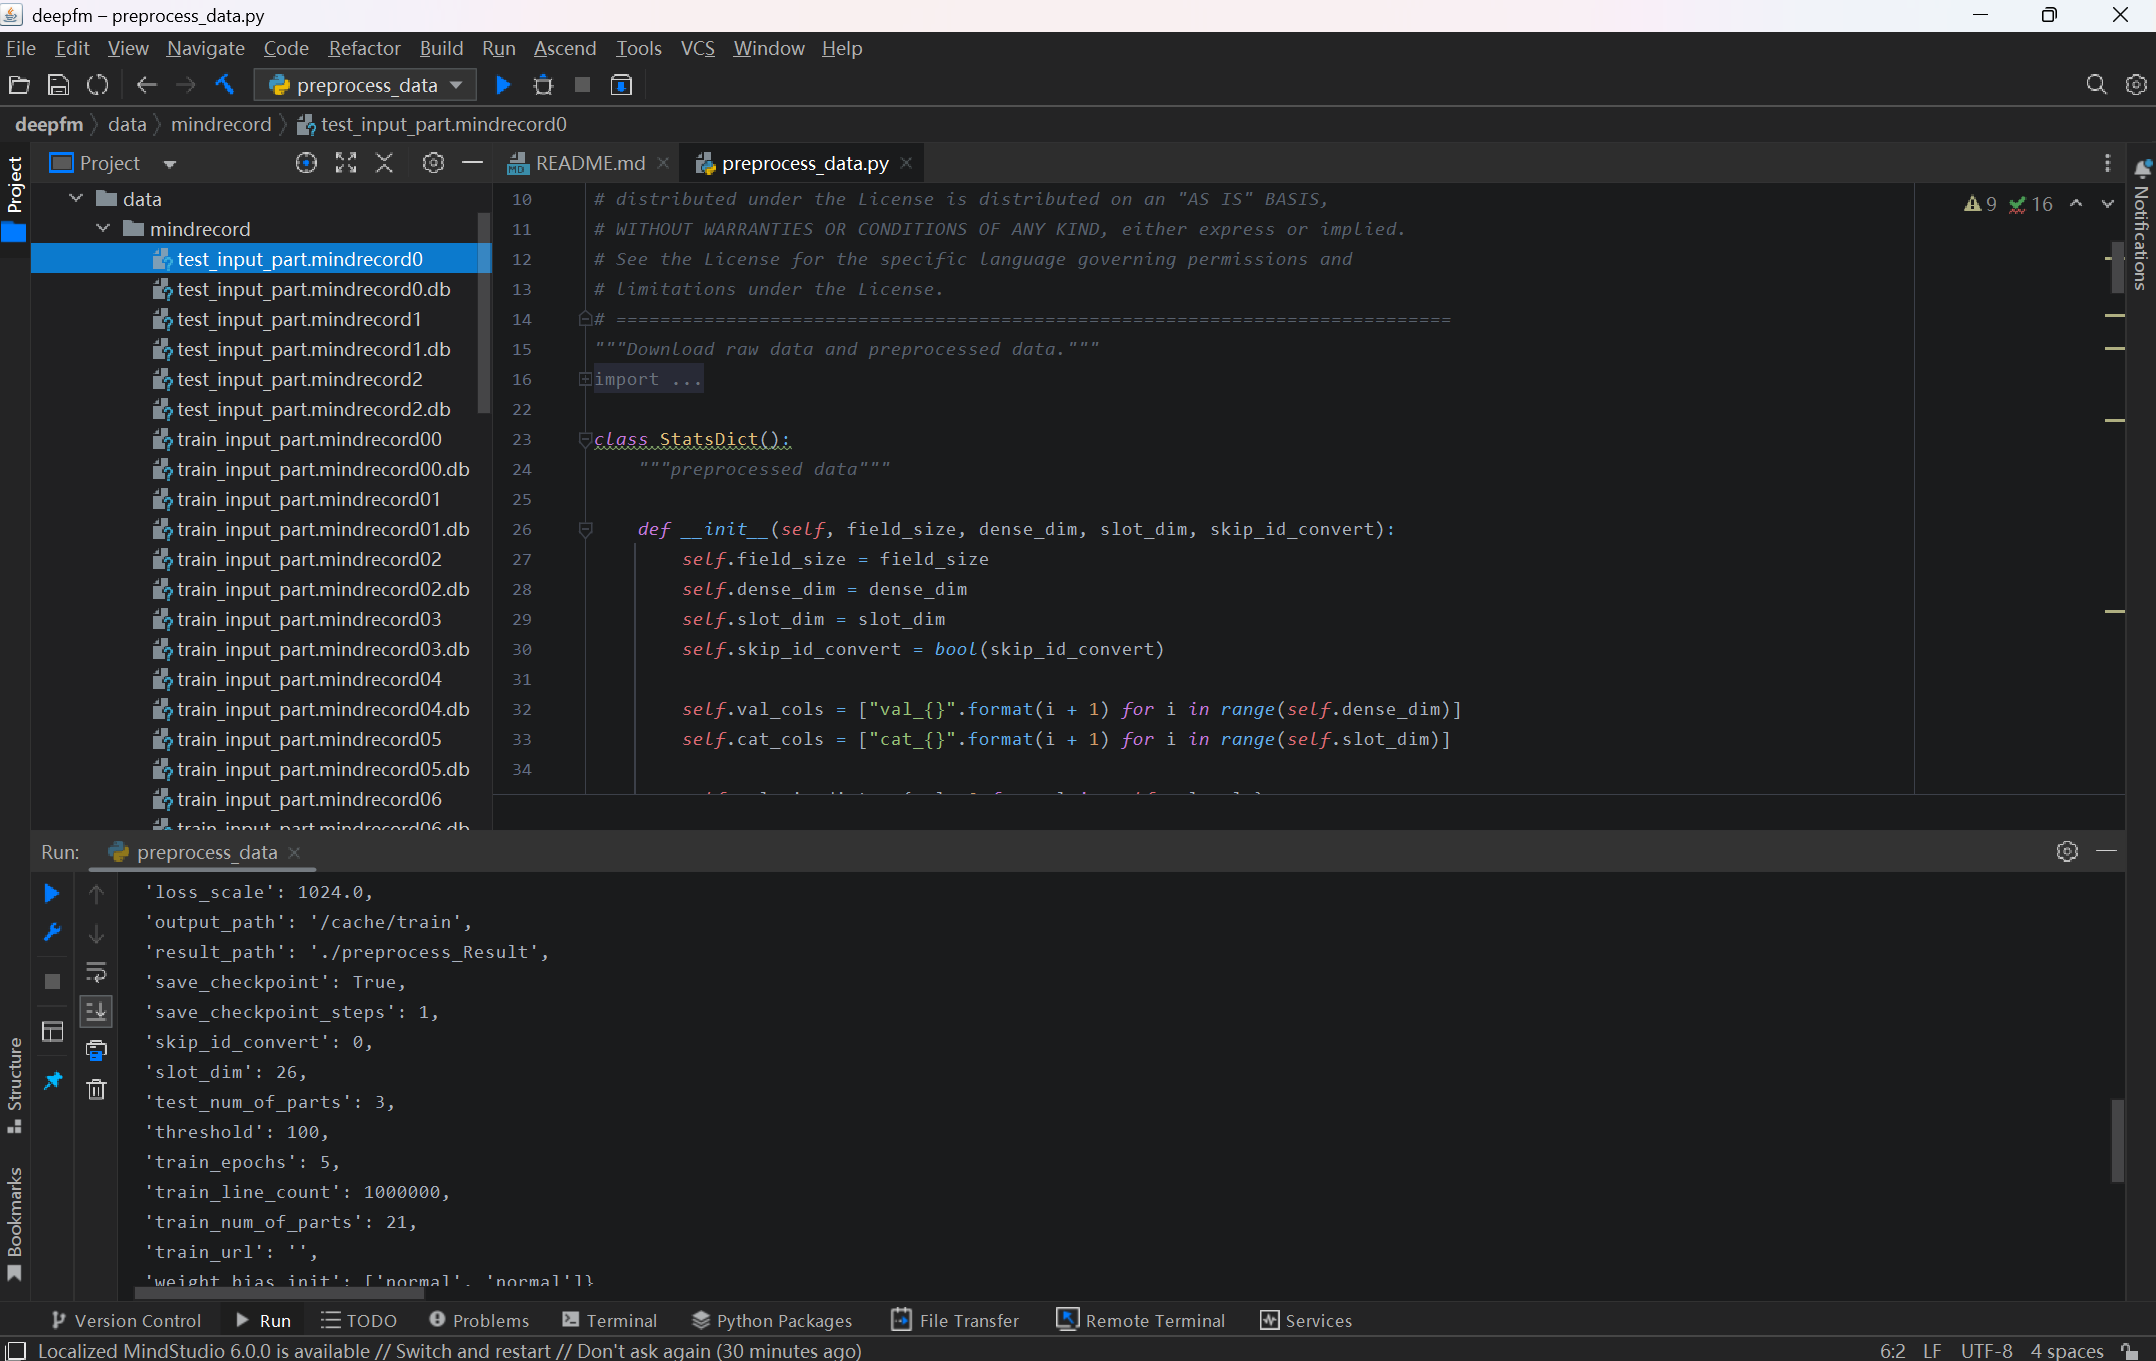 deepfm – preprocess_data.py
File Edit View Navigate Code Refactor Build Run Ascend Tools VCS Window Help
preprocess_data
deepfm data mindrecord test_input_part.mindrecord0
Project
Project
README.md
preprocess_data.py
Notifications
data
mindrecord
test_input_part.mindrecord0
test_input_part.mindrecord0.db
test_input_part.mindrecord1
test_input_part.mindrecord1.db
test_input_part.mindrecord2
test_input_part.mindrecord2.db
train_input_part.mindrecord00
train_input_part.mindrecord00.db
train_input_part.mindrecord01
train_input_part.mindrecord01.db
train_input_part.mindrecord02
train_input_part.mindrecord02.db
train_input_part.mindrecord03
train_input_part.mindrecord03.db
train_input_part.mindrecord04
train_input_part.mindrecord04.db
train_input_part.mindrecord05
train_input_part.mindrecord05.db
train_input_part.mindrecord06
train_input_part.mindrecord06.db
9 16
10 # distributed under the License is distributed on an "AS IS" BASIS,
11 # WITHOUT WARRANTIES OR CONDITIONS OF ANY KIND, either express or implied.
12 # See the License for the specific language governing permissions and
13 # limitations under the License.
14 # ============================================================================
15 """Download raw data and preprocessed data."""
16 import ...
22
23 class StatsDict():
24 """preprocessed data"""
25
26 def __init__(self, field_size, dense_dim, slot_dim, skip_id_convert):
27 self.field_size = field_size
28 self.dense_dim = dense_dim
29 self.slot_dim = slot_dim
30 self.skip_id_convert = bool(skip_id_convert)
31
32 self.val_cols = ["val_{}".format(i + 1) for i in range(self.dense_dim)]
33 self.cat_cols = ["cat_{}".format(i + 1) for i in range(self.slot_dim)]
34
Run: preprocess_data
'loss_scale': 1024.0,
'output_path': '/cache/train',
'result_path': './preprocess_Result',
'save_checkpoint': True,
'save_checkpoint_steps': 1,
'skip_id_convert': 0,
'slot_dim': 26,
'test_num_of_parts': 3,
'threshold': 100,
'train_epochs': 5,
'train_line_count': 1000000,
'train_num_of_parts': 21,
'train_url': '',
'weight_bias_init': ['normal', 'normal']}
Structure
Bookmarks
Version Control Run TODO Problems Terminal Python Packages File Transfer Remote Terminal Services
Localized MindStudio 6.0.0 is available // Switch and restart // Don't ask again (30 minutes ago)
6:2 LF UTF-8 4 spaces